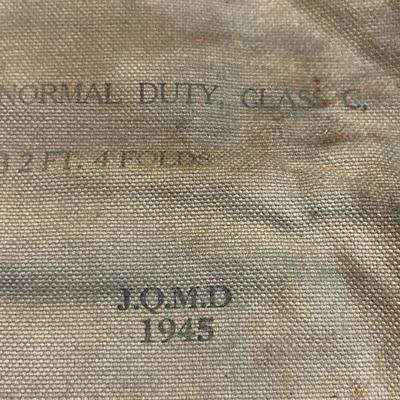 NORMAL DUTY, CLASS C,
2 FT. 4 FOLDS
J.Q.M.D
1945